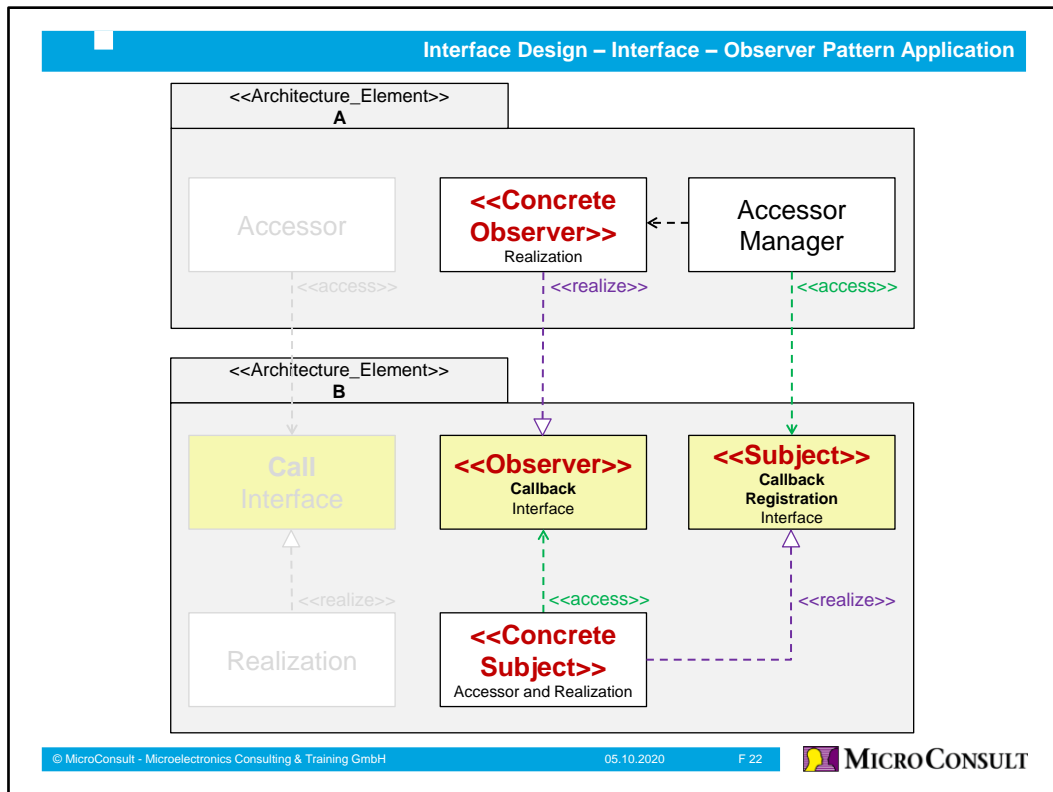 Interface Design – Interface – Observer Pattern Application
<<Architecture_Element>>
A
Accessor
<<Concrete
Observer>>
Realization
Accessor
Manager
<<access>>
<<realize>>
<<access>>
<<Architecture_Element>>
B
Call
Interface
<<Observer>>
Callback
Interface
<<Subject>>
Callback
Registration
Interface
<<realize>>
<<access>>
<<realize>>
Realization
<<Concrete
Subject>>
Accessor and Realization
© MicroConsult - Microelectronics Consulting & Training GmbH
05.10.2020
F 22
MICROCONSULT